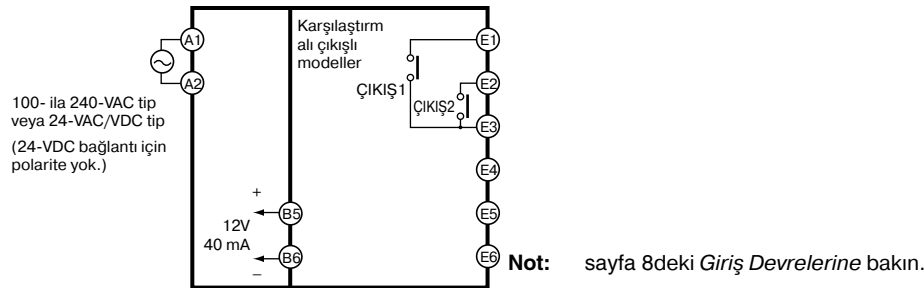 A1
A2
100- ila 240-VAC tip
veya 24-VAC/VDC tip
(24-VDC bağlantı için
polarite yok.)
+
12V
40 mA
–
B5
B6
Karşılaştırm
alı çıkışlı
modeller
ÇIKIŞ1
ÇIKIŞ2
E1
E2
E3
E4
E5
E6
Not: sayfa 8deki Giriş Devrelerine bakın.